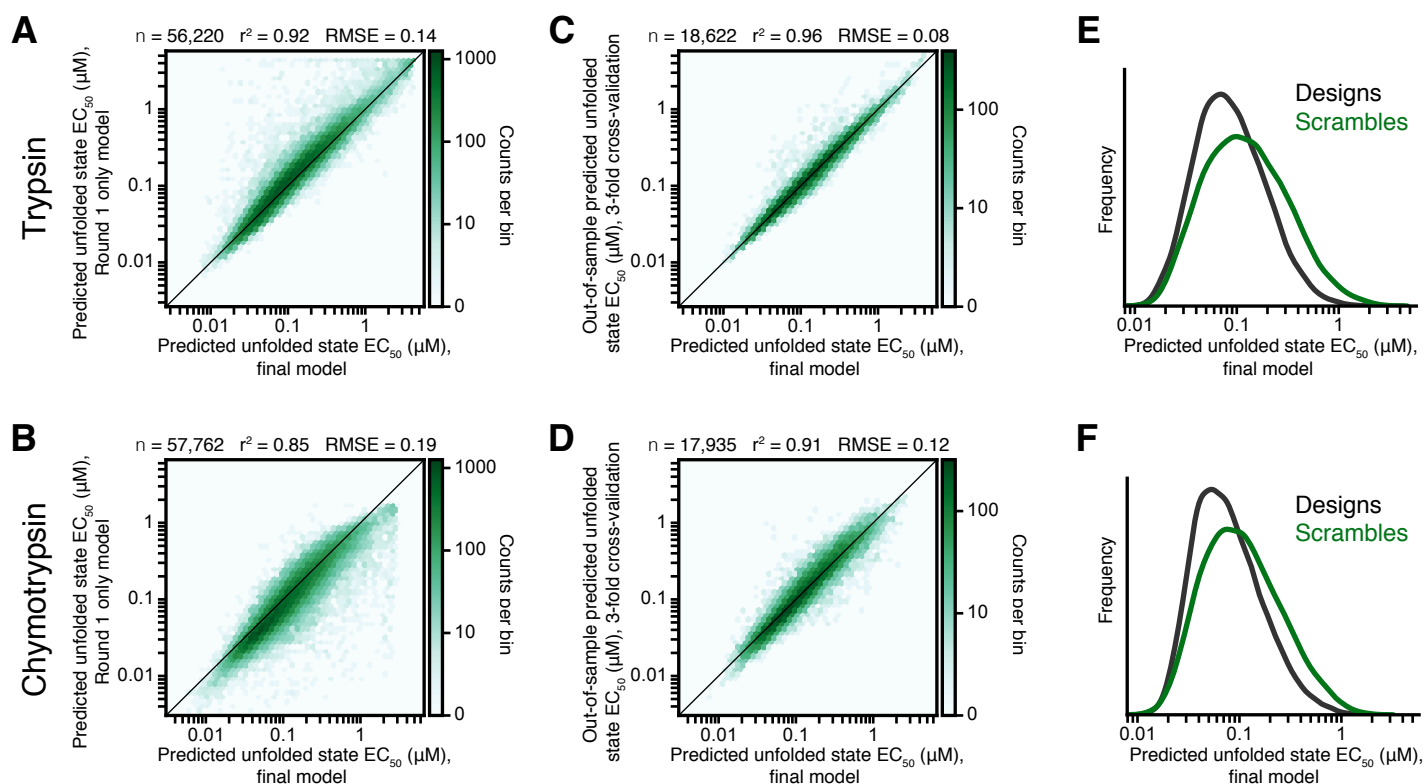 A
n = 56,220 r² = 0.92 RMSE = 0.14
Trypsin
Predicted unfolded state EC₅₀ (μM),
Round 1 only model
1
0.1
0.01
0.01 0.1 1
Predicted unfolded state EC₅₀ (μM),
final model
1000
100
10
0
Counts per bin
C
n = 18,622 r² = 0.96 RMSE = 0.08
Out-of-sample predicted unfolded
state EC₅₀ (μM), 3-fold cross-validation
1
0.1
0.01
0.01 0.1 1
Predicted unfolded state EC₅₀ (μM),
final model
100
10
0
Counts per bin
E
Designs
Scrambles
Frequency
0.01 0.1 1
Predicted unfolded state EC₅₀ (μM),
final model
B
n = 57,762 r² = 0.85 RMSE = 0.19
Chymotrypsin
Predicted unfolded state EC₅₀ (μM),
Round 1 only model
1
0.1
0.01
0.01 0.1 1
Predicted unfolded state EC₅₀ (μM),
final model
1000
100
10
0
Counts per bin
D
n = 17,935 r² = 0.91 RMSE = 0.12
Out-of-sample predicted unfolded
state EC₅₀ (μM), 3-fold cross-validation
1
0.1
0.01
0.01 0.1 1
Predicted unfolded state EC₅₀ (μM),
final model
100
10
0
Counts per bin
F
Designs
Scrambles
Frequency
0.01 0.1 1
Predicted unfolded state EC₅₀ (μM),
final model